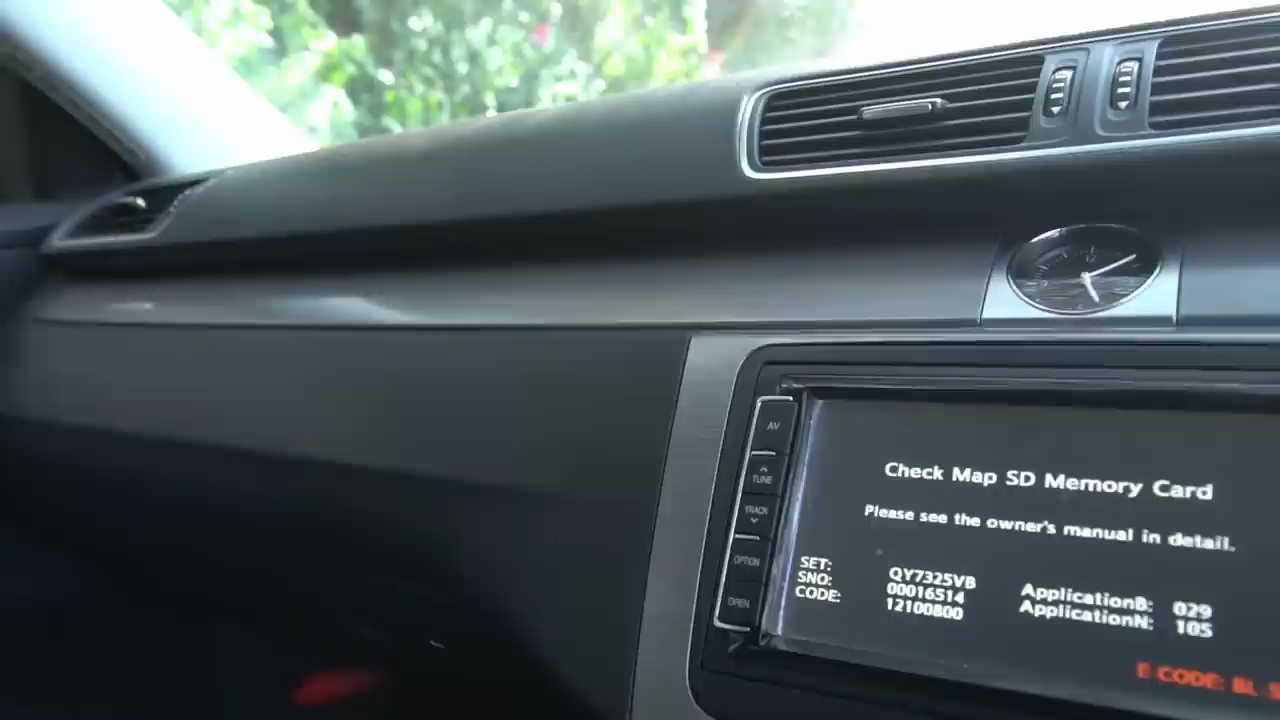 AV
TUNE
TRACK
OPTION
OPEN
Check Map SD Memory Card
Please see the owner's manual in detail.
SET: QY7325VB
SNO: 00016514 ApplicationB: 029
CODE: 12100800 ApplicationN: 105
E CODE: BL